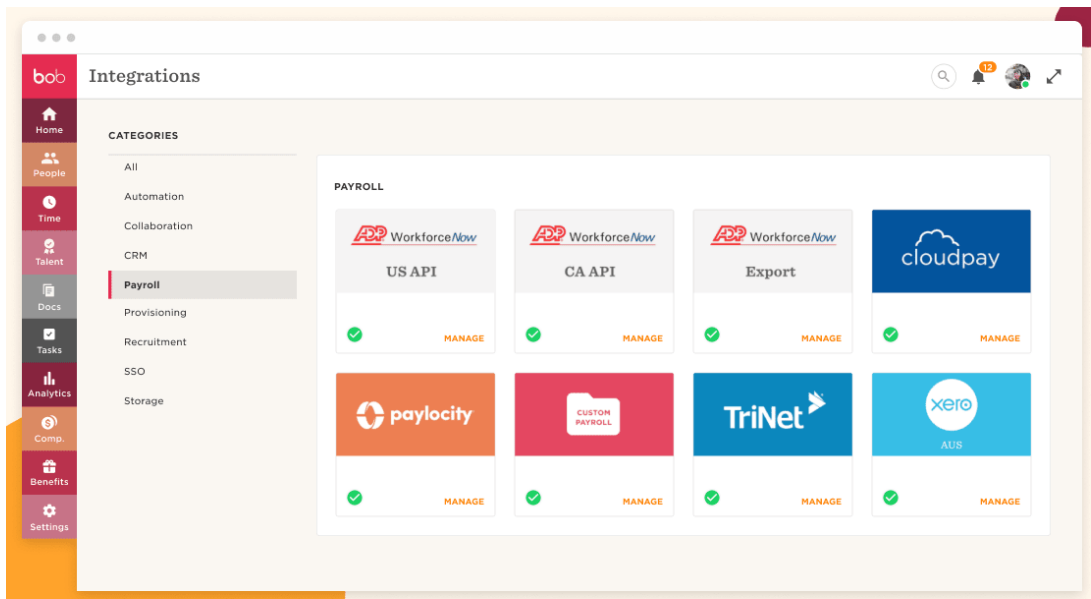 bob
Integrations
12
Home
People
Time
Talent
Docs
Tasks
Analytics
Comp.
Benefits
Settings
CATEGORIES
All
Automation
Collaboration
CRM
Payroll
Provisioning
Recruitment
SSO
Storage
PAYROLL
ADP WorkforceNow
US API
MANAGE
ADP WorkforceNow
CA API
MANAGE
ADP WorkforceNow
Export
MANAGE
cloudpay
MANAGE
paylocity
MANAGE
CUSTOM
PAYROLL
MANAGE
TriNet
MANAGE
xero
AUS
MANAGE